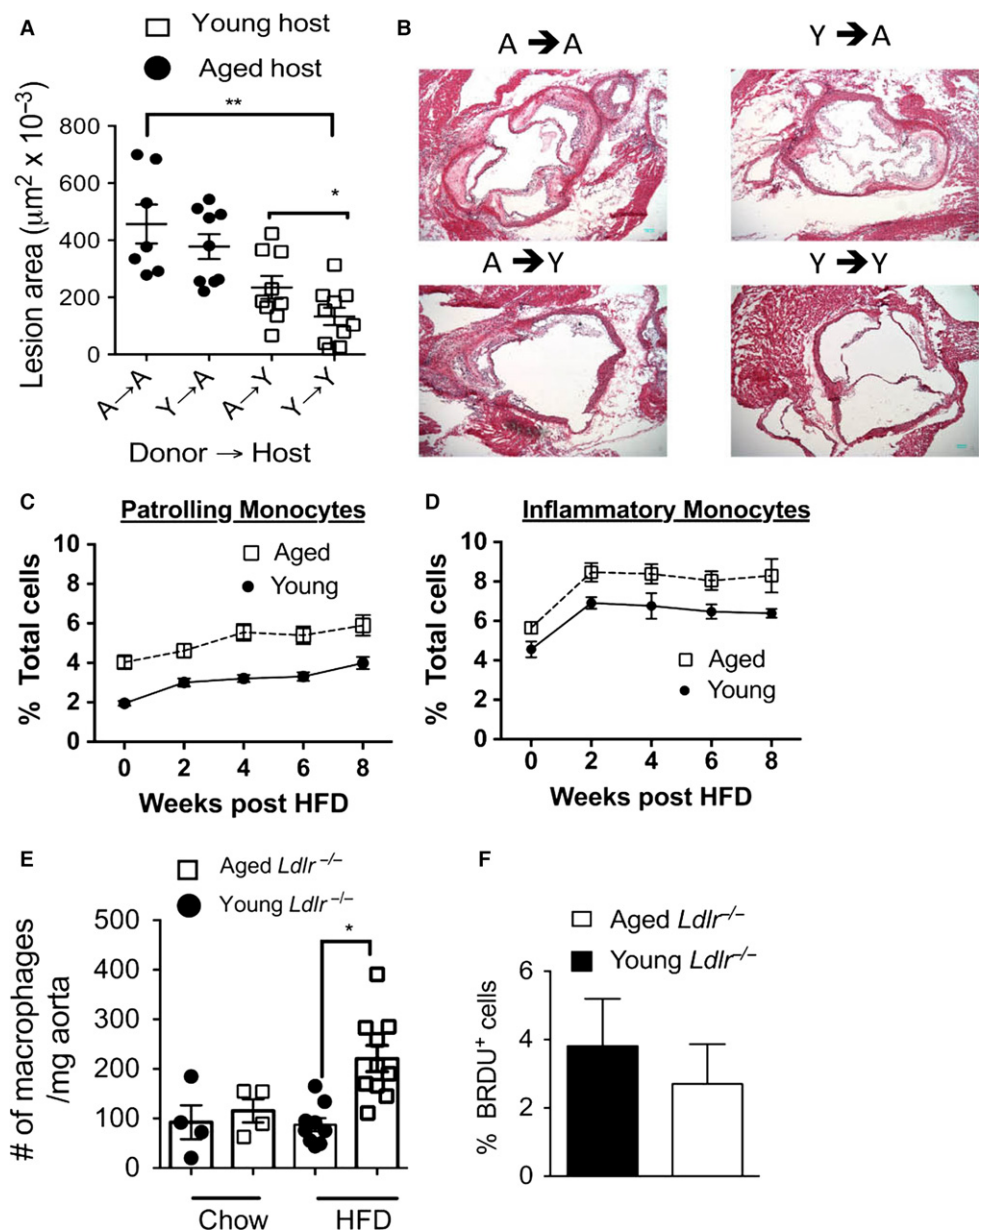 A
Young host
Aged host
**
*
Lesion area (μm² x 10⁻³)
800
600
400
200
0
A→A
Y→A
A→Y
Y→Y
Donor → Host
B
A → A
Y → A
A → Y
Y → Y
C
Patrolling Monocytes
Aged
Young
% Total cells
10
8
6
4
2
0
0 2 4 6 8
Weeks post HFD
D
Inflammatory Monocytes
Aged
Young
% Total cells
10
8
6
4
2
0
0 2 4 6 8
Weeks post HFD
E
Aged Ldlr⁻/⁻
Young Ldlr⁻/⁻
*
# of macrophages
/mg aorta
500
400
300
200
100
0
Chow HFD
F
Aged Ldlr⁻/⁻
Young Ldlr⁻/⁻
% BRDU⁺ cells
6
4
2
0